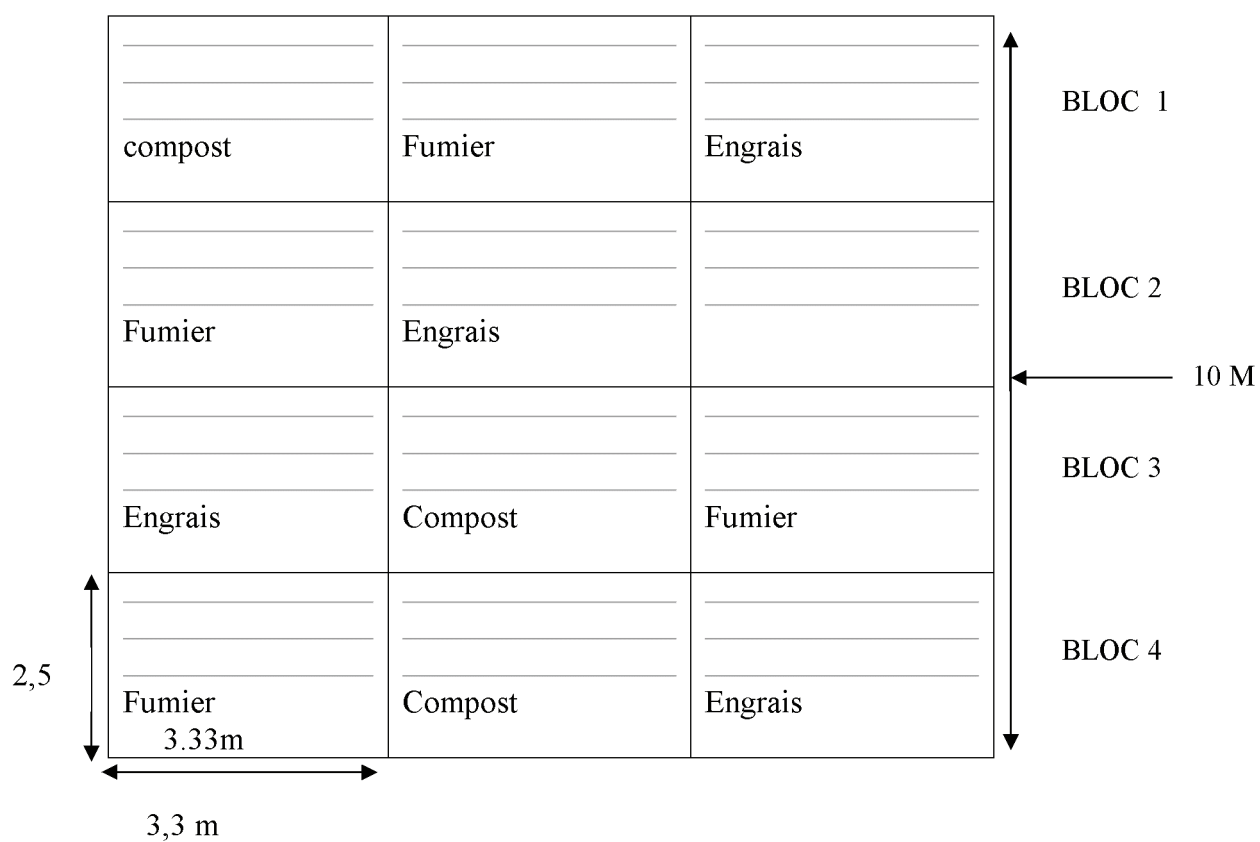 BLOC 1
compost Fumier Engrais
BLOC 2
Fumier Engrais
10 M
BLOC 3
Engrais Compost Fumier
BLOC 4
2,5
Fumier Compost Engrais
3.33m
3,3 m